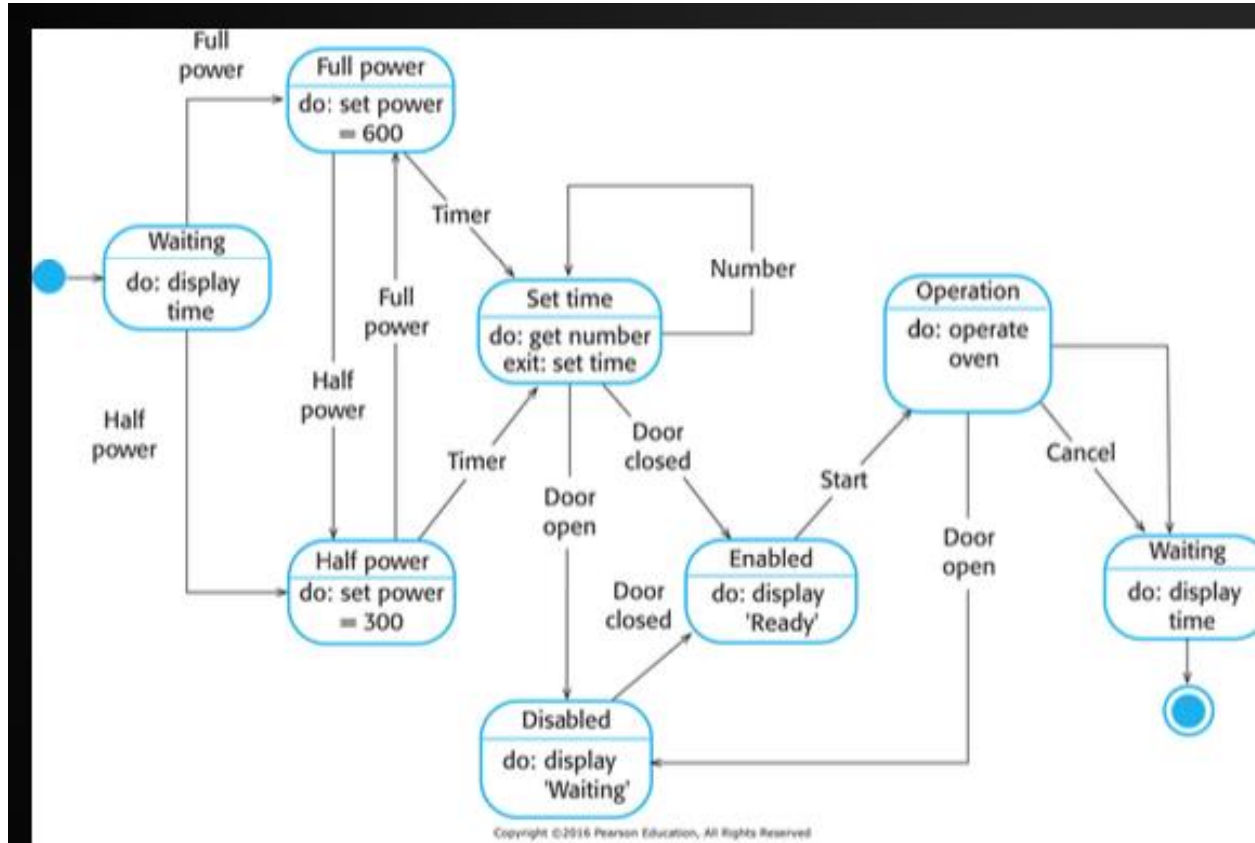 Full
power
Full power
do: set power
= 600
Timer
Waiting
do: display
time
Full
power
Half
power
Half
power
Number
Set time
do: get number
exit: set time
Operation
do: operate
oven
Timer
Door
closed
Door
open
Start
Cancel
Door
open
Half power
do: set power
= 300
Door
closed
Enabled
do: display
'Ready'
Waiting
do: display
time
Disabled
do: display
'Waiting'
Copyright ©2016 Pearson Education, All Rights Reserved